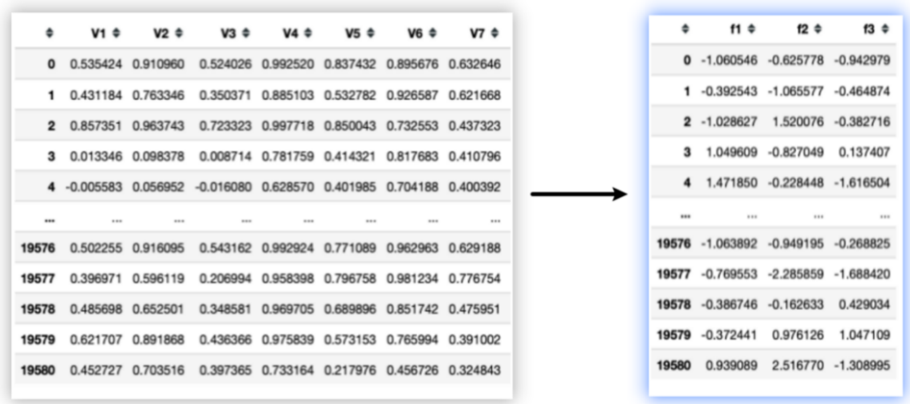 V1 V2 V3 V4 V5 V6 V7
0 0.535424 0.910960 0.524026 0.992520 0.837432 0.895676 0.632646
1 0.431184 0.763346 0.350371 0.885103 0.532782 0.926587 0.621668
2 0.857351 0.963743 0.723323 0.997718 0.850043 0.732553 0.437323
3 0.013346 0.098378 0.008714 0.781759 0.414321 0.817683 0.410796
4 -0.005583 0.056952 -0.016080 0.628570 0.401985 0.704188 0.400392
... ... ... ... ... ... ... ...
19576 0.502255 0.916095 0.543162 0.992924 0.771089 0.962963 0.629188
19577 0.396971 0.596119 0.206994 0.958398 0.796758 0.981234 0.776754
19578 0.485698 0.652501 0.348581 0.969705 0.689896 0.851742 0.475951
19579 0.621707 0.891868 0.436366 0.975839 0.573153 0.765994 0.391002
19580 0.452727 0.703516 0.397365 0.733164 0.217976 0.456726 0.324843
f1 f2 f3
0 -1.060546 -0.625778 -0.942979
1 -0.392543 -1.065577 -0.464874
2 -1.028627 1.520076 -0.382716
3 1.049609 -0.827049 0.137407
4 1.471850 -0.228448 -1.616504
... ... ... ...
19576 -1.063892 -0.949195 -0.268825
19577 -0.769553 -2.285859 -1.688420
19578 -0.386746 -0.162633 0.429034
19579 -0.372441 0.976126 1.047109
19580 0.939089 2.516770 -1.308995